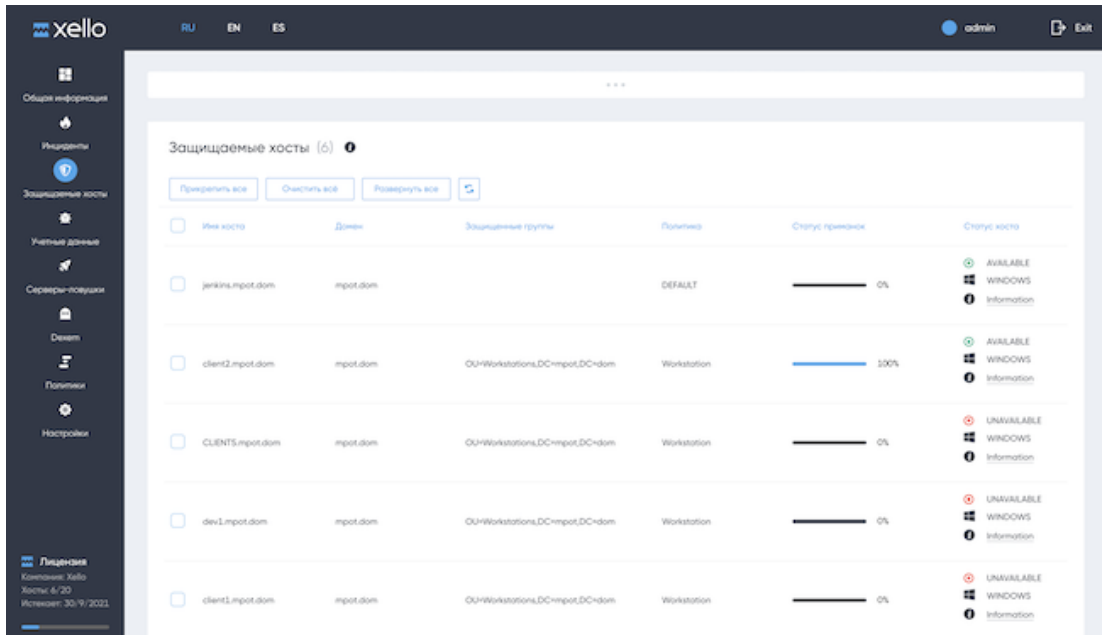 xello
RU EN ES
admin
Exit
Общая информация
Инциденты
Защищаемые хосты
Учетные данные
Серверы-ловушки
Dexem
Политики
Настройки
Лицензия
Компания: Xello
Хосты: 6/20
Истекает: 30/9/2021
Защищаемые хосты (6)
Прикрепить все Очистить всё Развернуть все
Имя хоста Домен Защищенные группы Политика Статус приманок Статус хоста
jenkins.mpot.dom mpot.dom DEFAULT 0%
AVAILABLE
WINDOWS
Information
client2.mpot.dom mpot.dom OU=Workstations,DC=mpot,DC=dom Workstation 100%
AVAILABLE
WINDOWS
Information
CLIENT5.mpot.dom mpot.dom OU=Workstations,DC=mpot,DC=dom Workstation 0%
UNAVAILABLE
WINDOWS
Information
dev1.mpot.dom mpot.dom OU=Workstations,DC=mpot,DC=dom Workstation 0%
UNAVAILABLE
WINDOWS
Information
client1.mpot.dom mpot.dom OU=Workstations,DC=mpot,DC=dom Workstation 0%
UNAVAILABLE
WINDOWS
Information